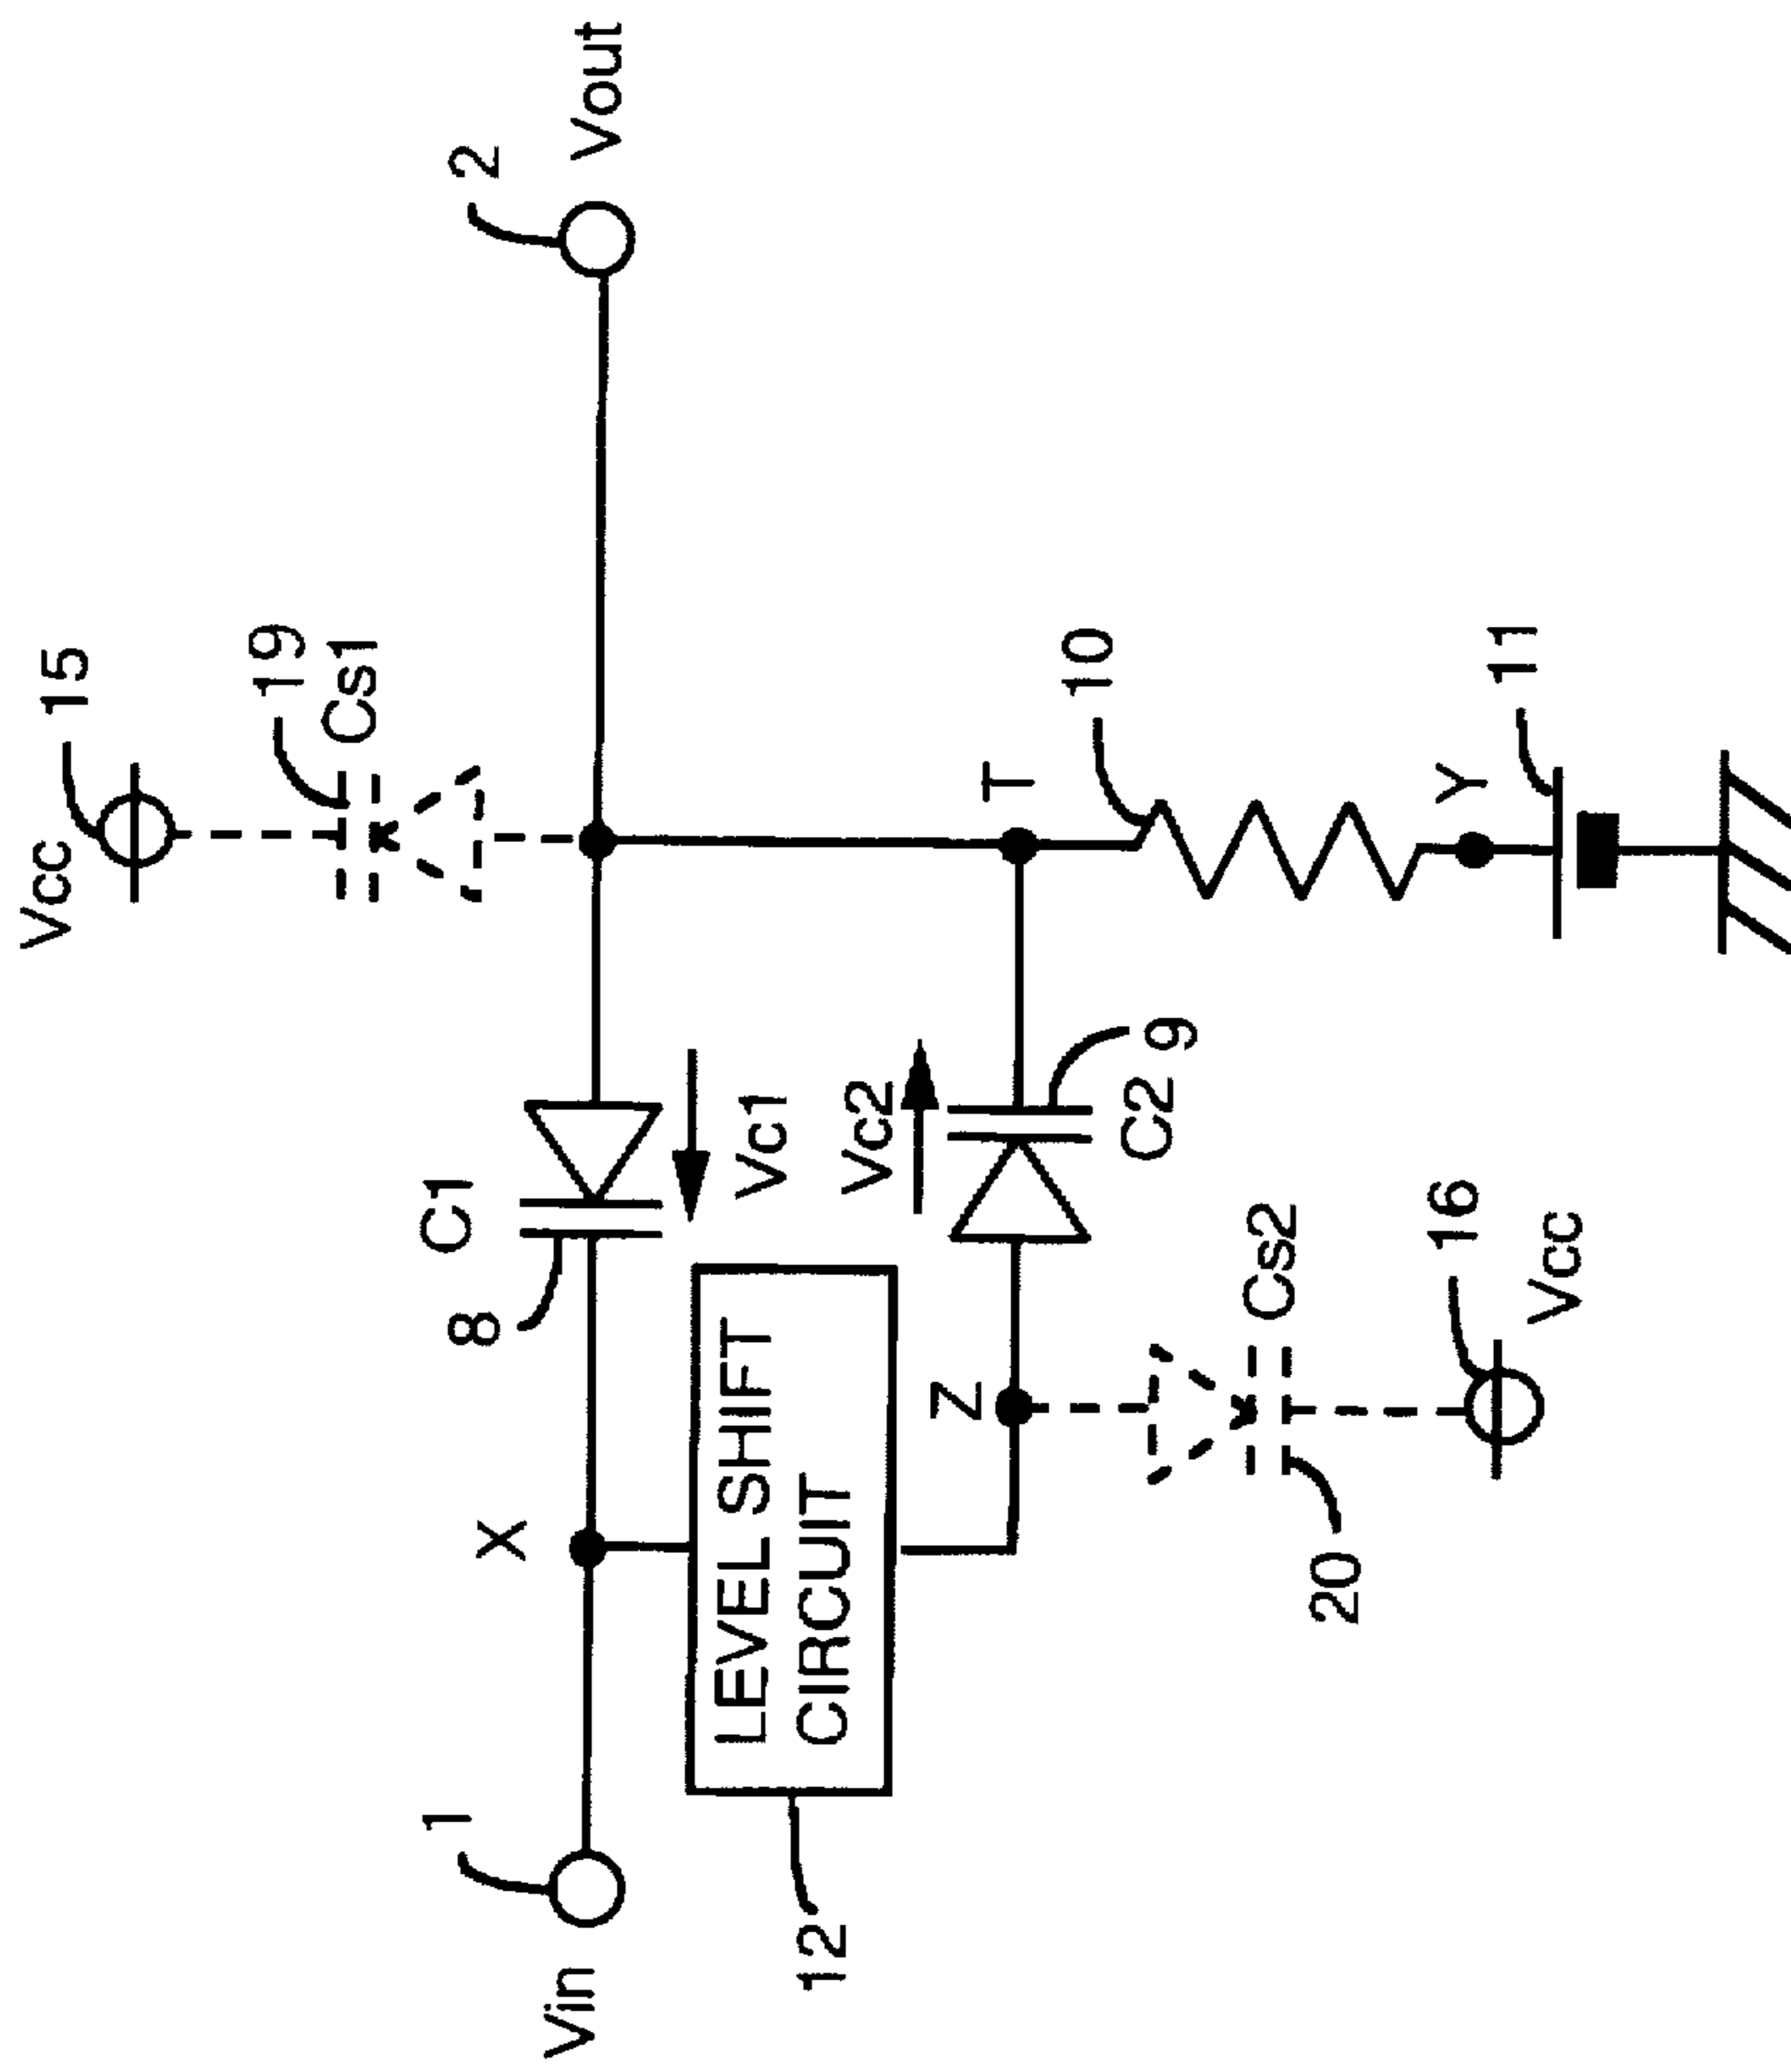 Vcc
15
19
Cs1
2
Vout
C1
8
X
1
Vin
Vc1
LEVEL SHIFT
CIRCUIT
12
Vc2
T
10
Z
C2
9
Cs2
20
16
Vcc
Y
11